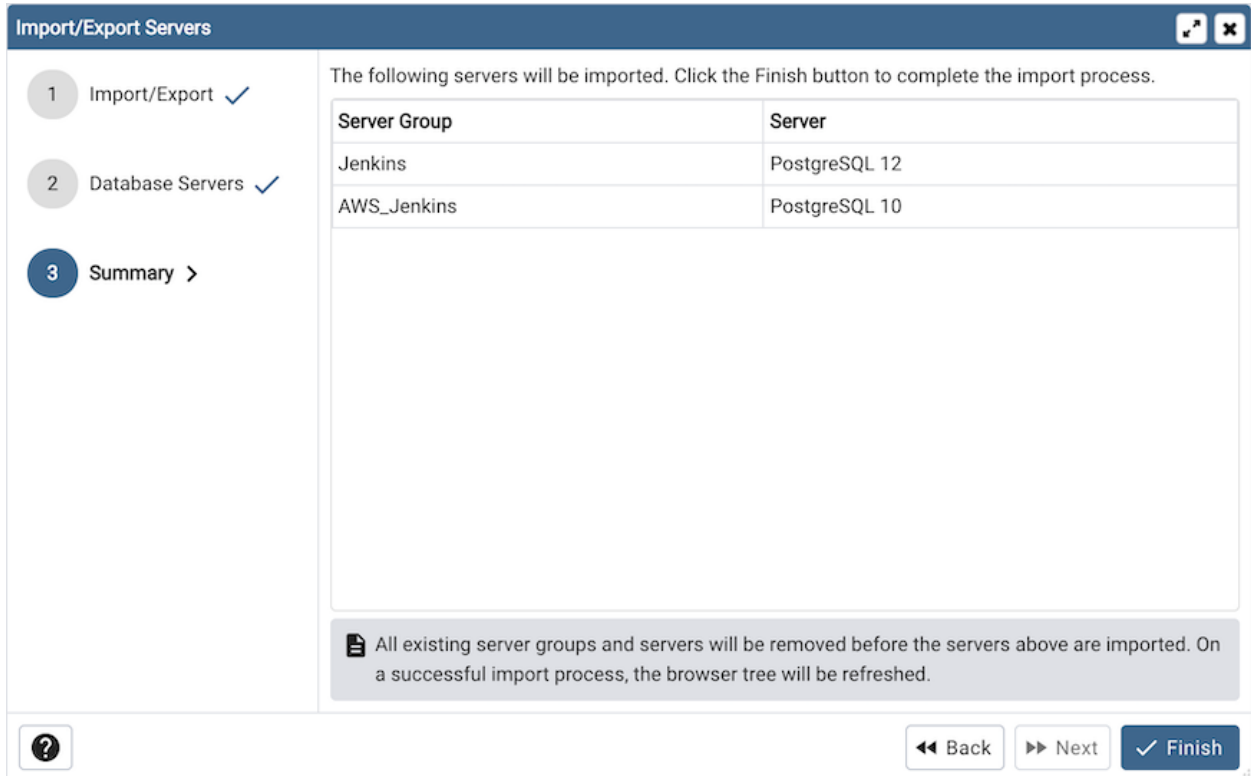 Import/Export Servers
1 Import/Export
2 Database Servers
3 Summary
The following servers will be imported. Click the Finish button to complete the import process.
Server Group Server
Jenkins PostgreSQL 12
AWS_Jenkins PostgreSQL 10
All existing server groups and servers will be removed before the servers above are imported. On
a successful import process, the browser tree will be refreshed.
? Back Next Finish